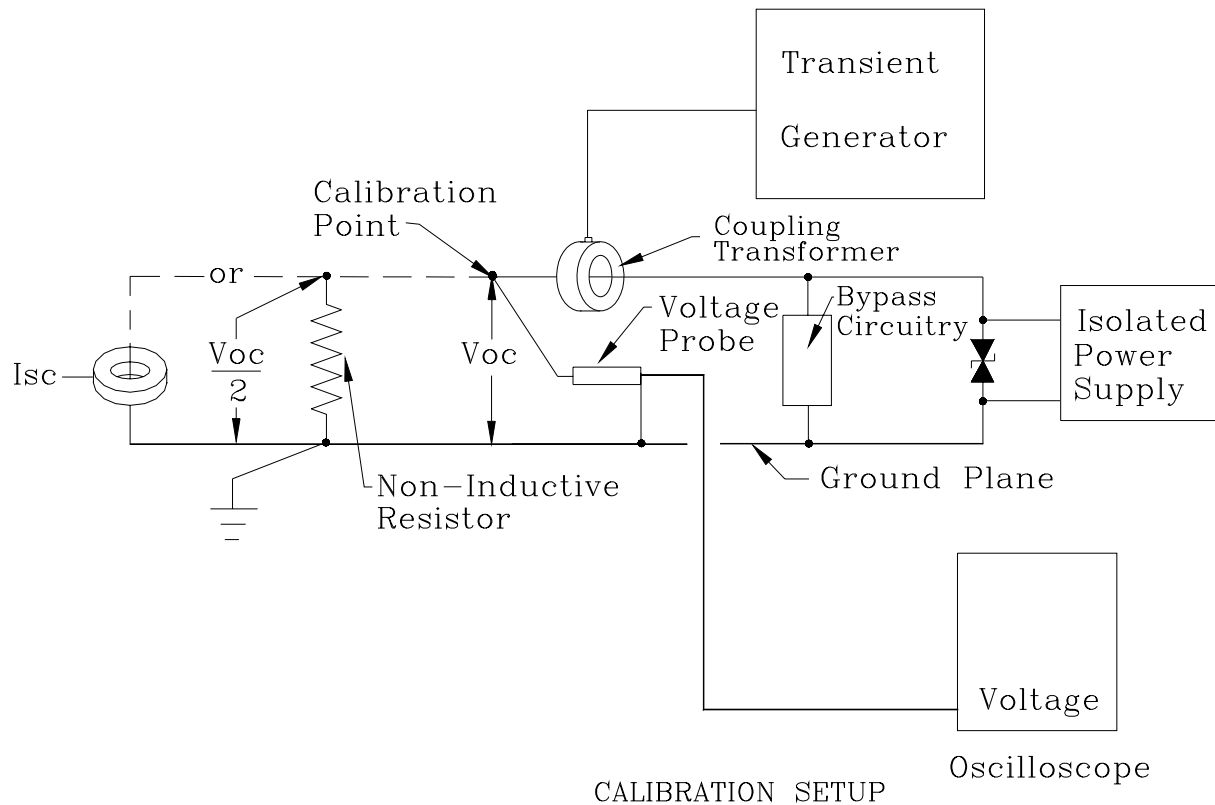 Transient
Generator
Calibration
Point
Coupling
Transformer
or
Voltage
Probe
Bypass
Circuitry
Isolated
Power
Supply
Isc
Voc
2
Voc
Non-Inductive
Resistor
Ground Plane
Voltage
Oscilloscope
CALIBRATION SETUP